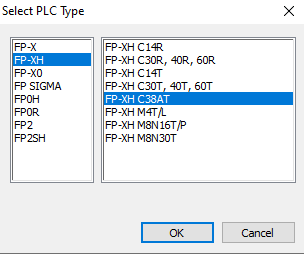 Select PLC Type
FP-X
FP-XH
FP-X0
FP SIGMA
FP0H
FP0R
FP2
FP2SH
FP-XH C14R
FP-XH C30R, 40R, 60R
FP-XH C14T
FP-XH C30T, 40T, 60T
FP-XH C38AT
FP-XH M4T/L
FP-XH M8N16T/P
FP-XH M8N30T
OK
Cancel